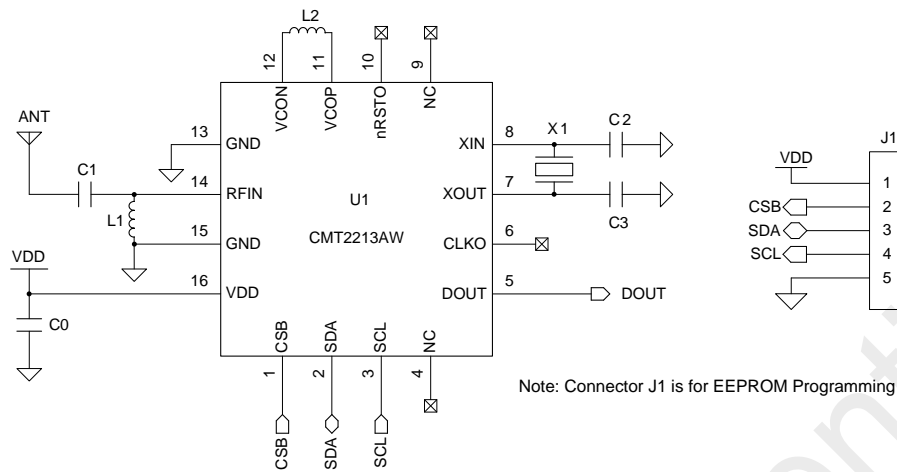 L2
12
11
10
9
VCON
VCOP
nRSTO
NC
ANT
13
GND
XIN
8
X1
C2
J1
C1
VDD
1
14
RFIN
U1
XOUT
7
CSB
2
L1
C3
SDA
3
15
GND
CMT2213AW
CLKO
6
SCL
4
VDD
5
16
VDD
DOUT
5
DOUT
C0
CSB
SDA
SCL
NC
1
2
3
4
Note: Connector J1 is for EEPROM Programming
CSB
SDA
SCL